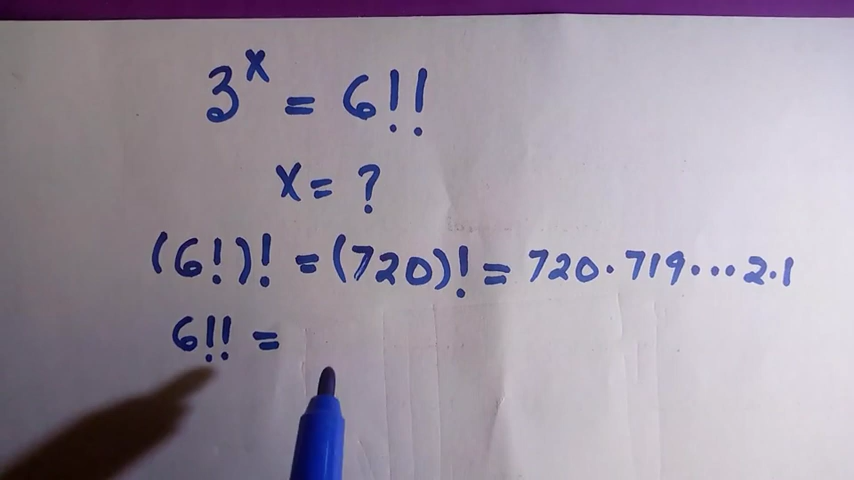 3^x = 6!!
x = ?
(6!)! = (720)! = 720·719···2·1
6!! =